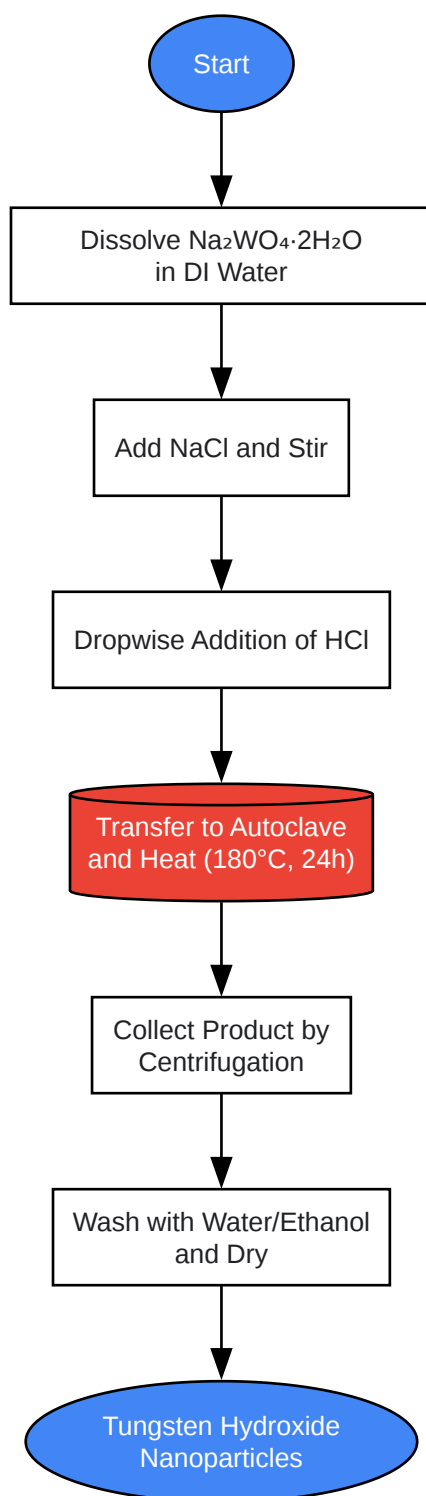 Start
Dissolve Na₂WO₄·2H₂O
in DI Water
Add NaCl and Stir
Dropwise Addition of HCl
Transfer to Autoclave
and Heat (180°C, 24h)
Collect Product by
Centrifugation
Wash with Water/Ethanol
and Dry
Tungsten Hydroxide
Nanoparticles